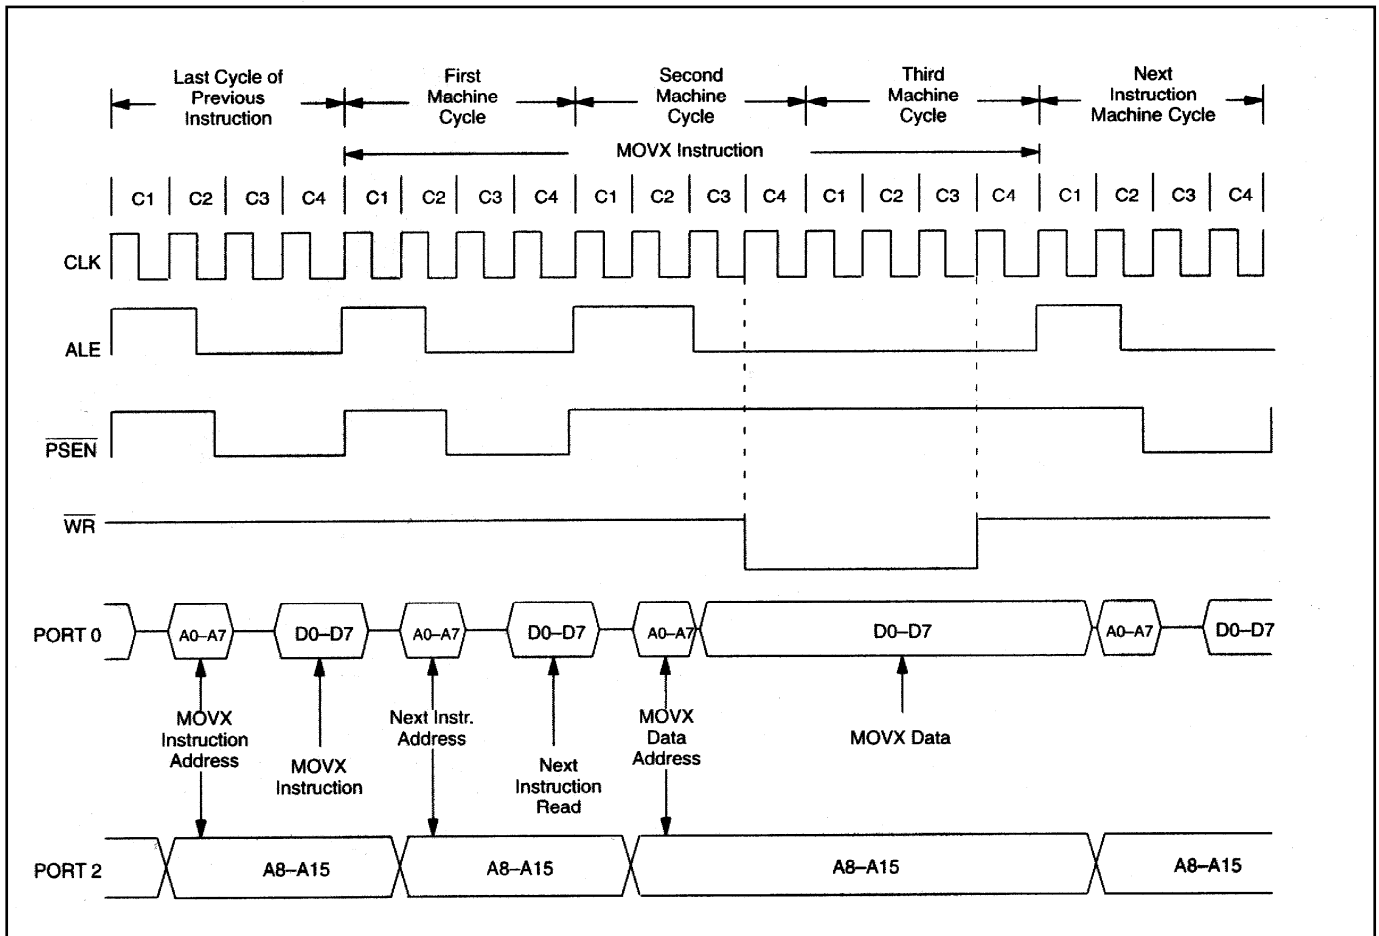 Last Cycle of
Previous
Instruction
First
Machine
Cycle
Second
Machine
Cycle
Third
Machine
Cycle
Next
Instruction
Machine Cycle
MOVX Instruction
C1 C2 C3 C4 C1 C2 C3 C4 C1 C2 C3 C4 C1 C2 C3 C4 C1 C2 C3 C4
CLK
ALE
PSEN
WR
PORT 0
A0–A7 D0–D7 A0–A7 D0–D7 A0–A7 D0–D7 A0–A7 D0–D7
MOVX
Instruction
Address
MOVX
Instruction
Next Instr.
Address
Next
Instruction
Read
MOVX
Data
Address
MOVX Data
PORT 2
A8–A15 A8–A15 A8–A15 A8–A15